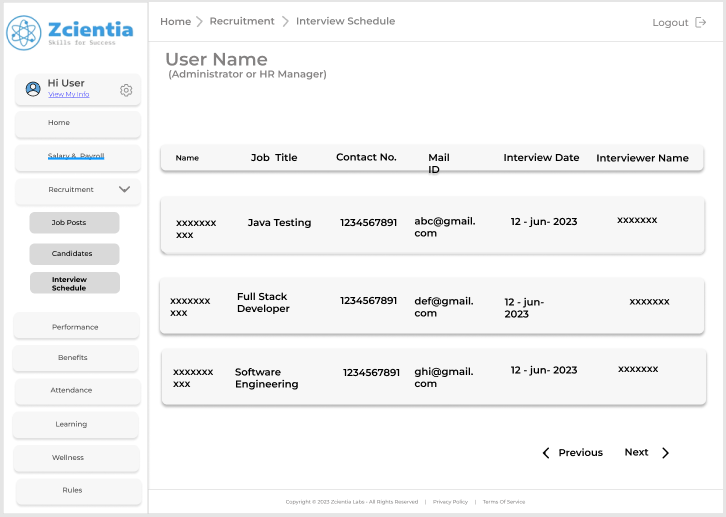 Zcientia
Skills for Success
Home > Recruitment > Interview Schedule
Logout
User Name
(Administrator or HR Manager)
Hi User
View My Info
Home
Salary & Payroll
Recruitment
Job Posts
Candidates
Interview
Schedule
Performance
Benefits
Attendance
Learning
Wellness
Rules
Name Job Title Contact No. Mail
ID Interview Date Interviewer Name
xxxxxxx
xxx Java Testing 1234567891 abc@gmail.
com 12 - jun- 2023 xxxxxxx
xxxxxxx
xxx Full Stack
Developer 1234567891 def@gmail.
com 12 - jun-
2023 xxxxxxx
xxxxxxx
xxx Software
Engineering 1234567891 ghi@gmail.
com 12 - jun- 2023 xxxxxxx
Previous Next
Copyright © 2023 Zcientia Labs - All Rights Reserved | Privacy Policy | Terms Of Service